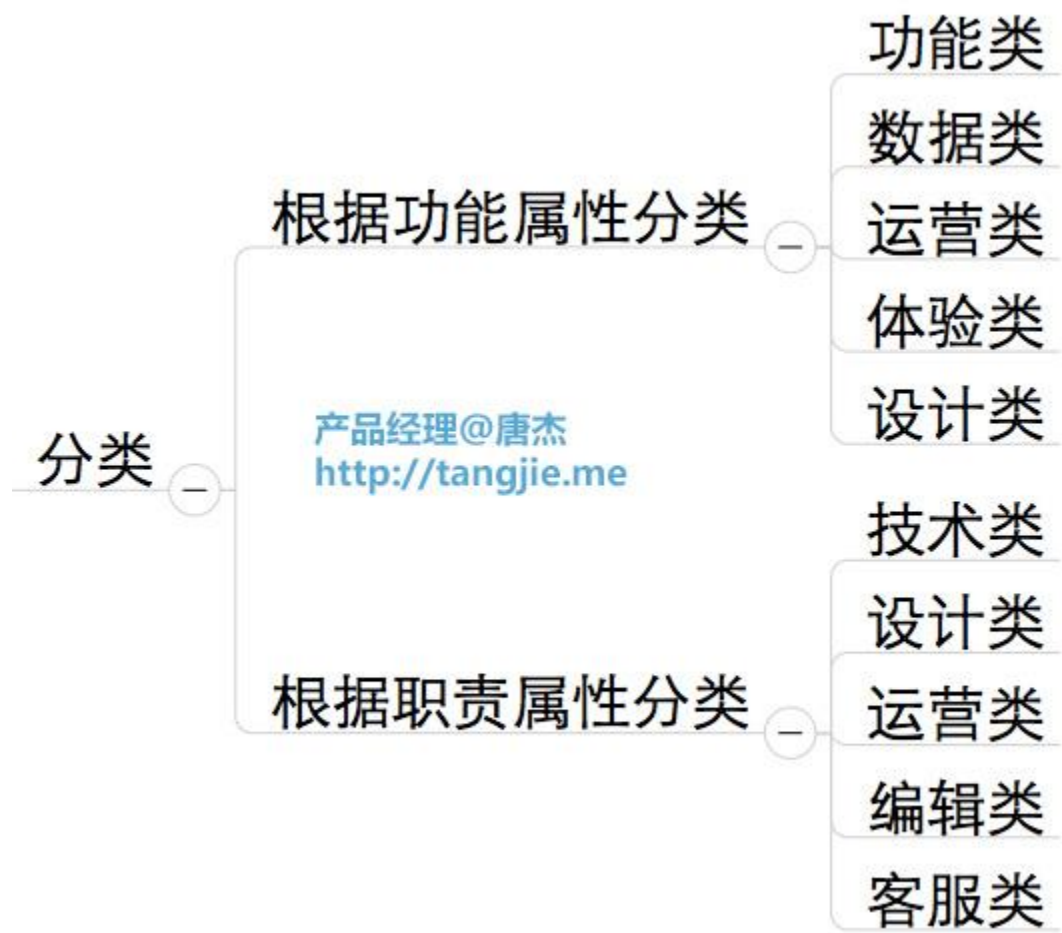 分类
根据功能属性分类
功能类
数据类
运营类
体验类
设计类
产品经理@唐杰
http://tangjie.me
根据职责属性分类
技术类
设计类
运营类
编辑类
客服类